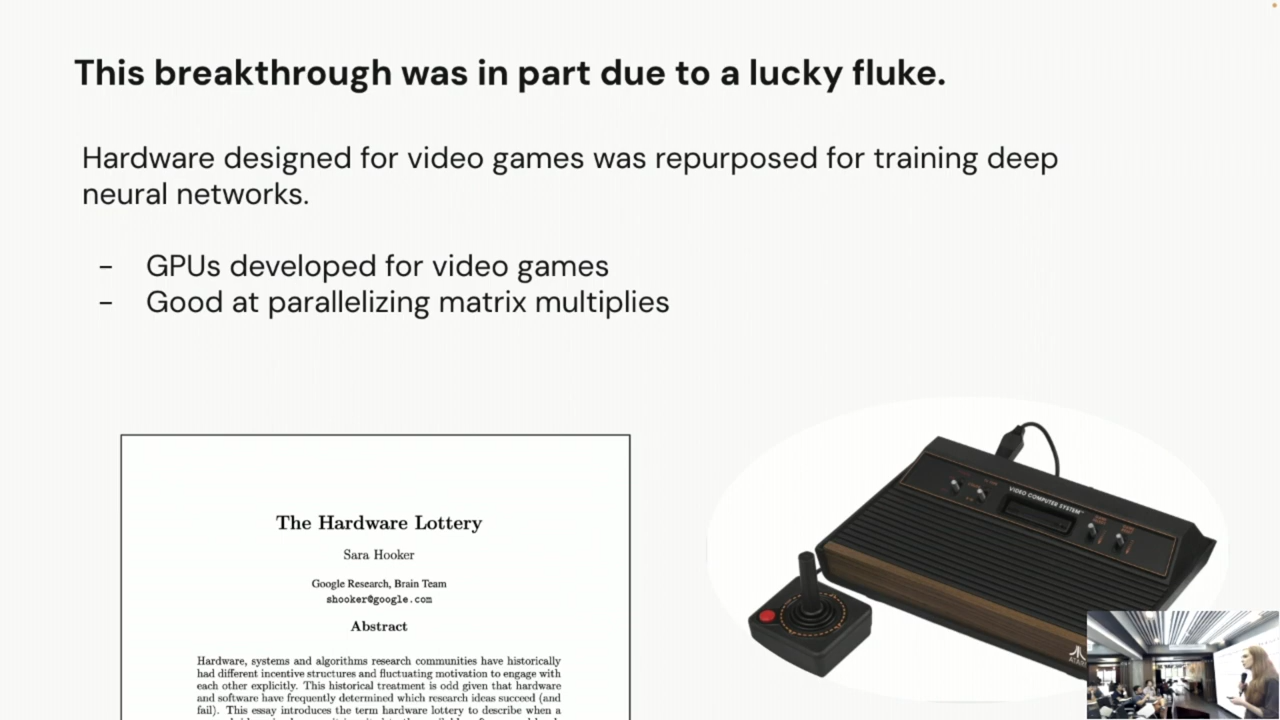 This breakthrough was in part due to a lucky fluke.
Hardware designed for video games was repurposed for training deep
neural networks.
- GPUs developed for video games
- Good at parallelizing matrix multiplies
The Hardware Lottery
Sara Hooker
Google Research, Brain Team
shooker@google.com
Abstract
Hardware, systems and algorithms research communities have historically
had different incentive structures and fluctuating motivation to engage with
each other explicitly. This historical treatment is odd given that hardware
and software have frequently determined which research ideas succeed (and
fail). This essay introduces the term hardware lottery to describe when a
VIDEO COMPUTER SYSTEM™